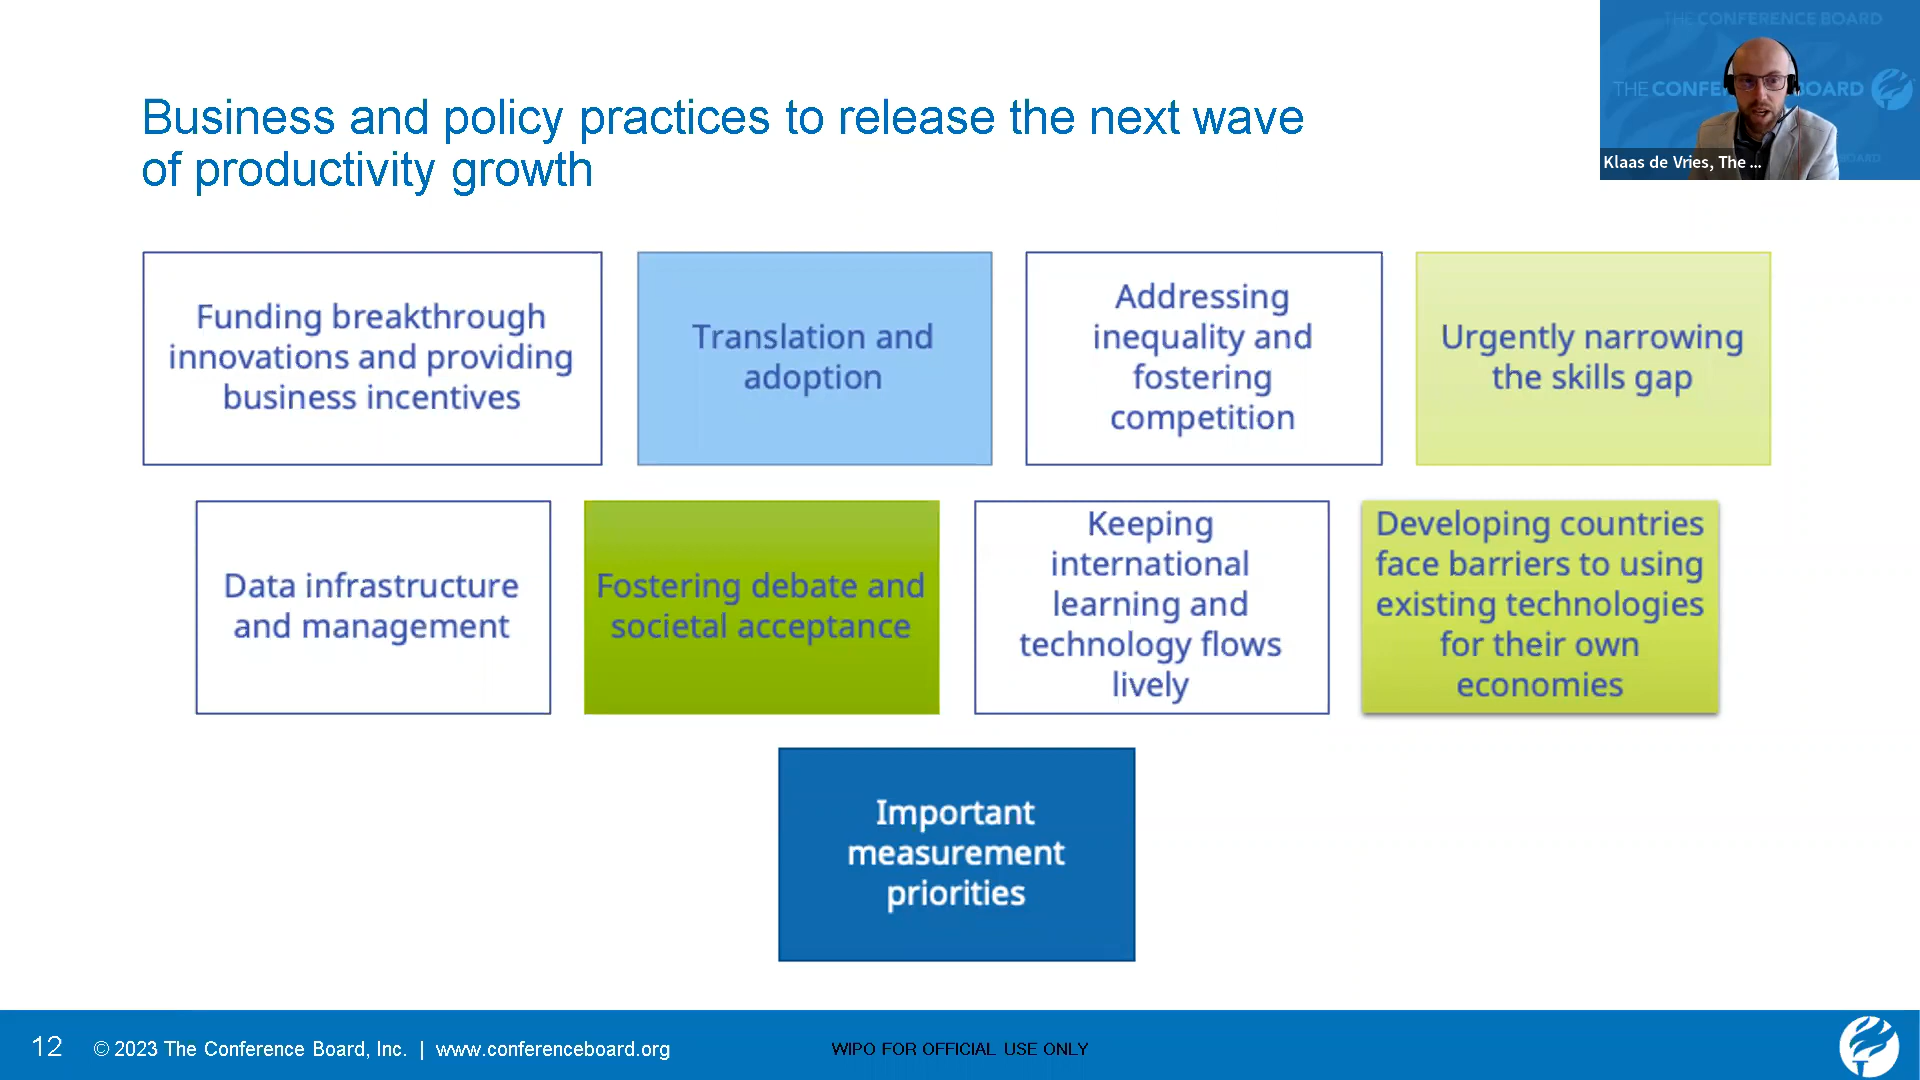 THE CONFERENCE BOARD
Business and policy practices to release the next wave
of productivity growth
Klaas de Vries, The ...
Funding breakthrough
innovations and providing
business incentives
Translation and
adoption
Addressing
inequality and
fostering
competition
Urgently narrowing
the skills gap
Data infrastructure
and management
Fostering debate and
societal acceptance
Keeping
international
learning and
technology flows
lively
Developing countries
face barriers to using
existing technologies
for their own
economies
Important
measurement
priorities
12
© 2023 The Conference Board, Inc. | www.conferenceboard.org
WIPO FOR OFFICIAL USE ONLY